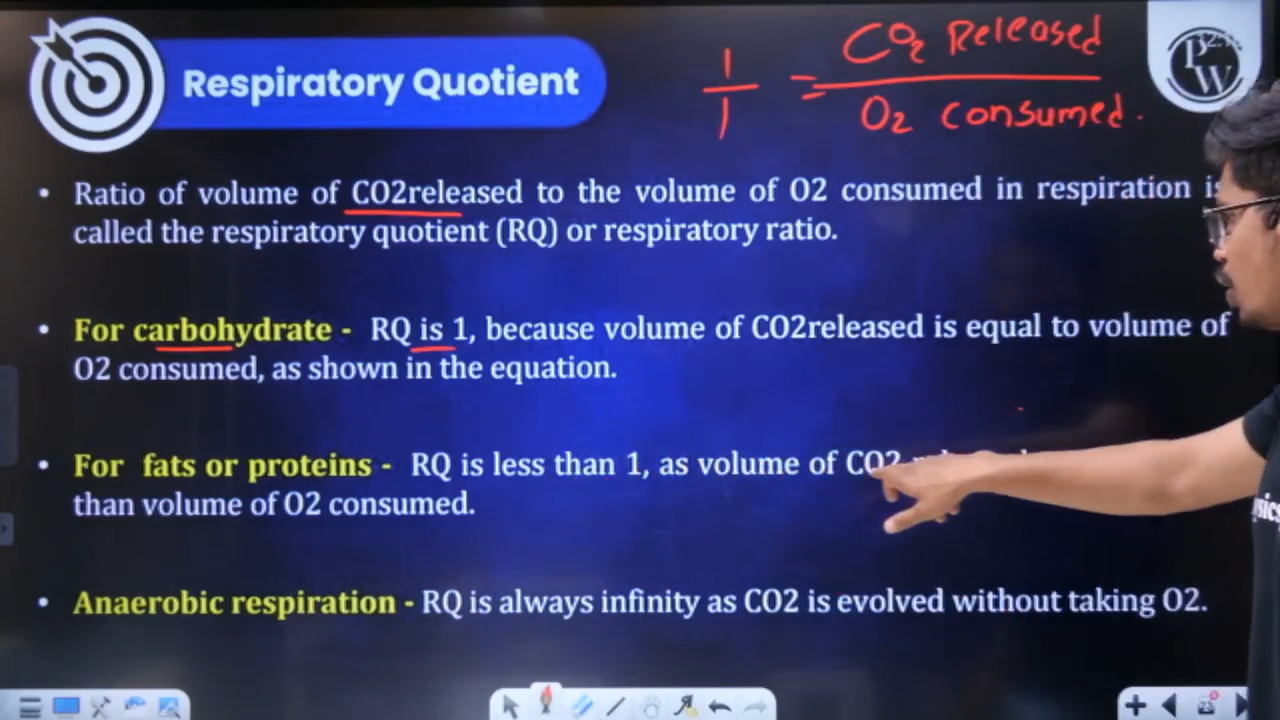 Respiratory Quotient
1
1
= CO2 Released
O2 consumed.
PW
• Ratio of volume of CO2released to the volume of O2 consumed in respiration is
called the respiratory quotient (RQ) or respiratory ratio.
• For carbohydrate - RQ is 1, because volume of CO2released is equal to volume of
O2 consumed, as shown in the equation.
• For fats or proteins - RQ is less than 1, as volume of CO2
than volume of O2 consumed.
• Anaerobic respiration - RQ is always infinity as CO2 is evolved without taking O2.